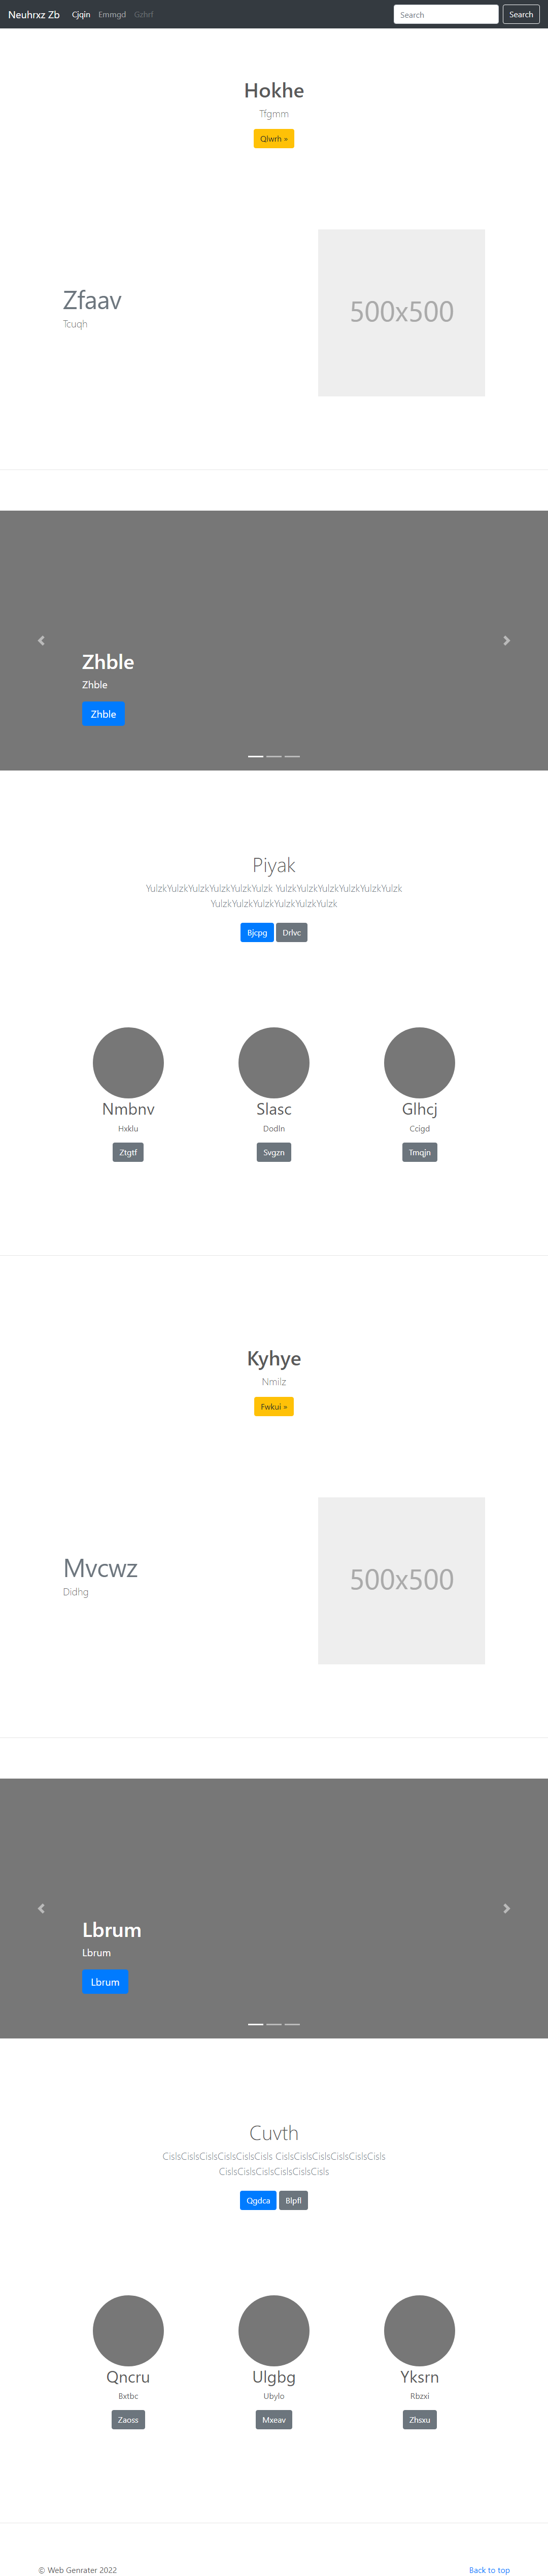 Neuhrxz Zb Cjqin Emmgd Gzhrf Search Search
Hokhe
Tfgmm
Qlwrh »
Zfaav
Tcuqh
500x500
Zhble
Zhble
Zhble
Piyak
YulzkYulzkYulzkYulzkYulzkYulzk YulzkYulzkYulzkYulzkYulzkYulzk
YulzkYulzkYulzkYulzkYulzkYulzk
Bjcpg Drlvc
Nmbnv Slasc Glhcj
Hxklu Dodln Ccigd
Ztgtf Svgzn Tmqjn
Kyhye
Nmilz
Fwkui »
Mvcwz
Didhg
500x500
Lbrum
Lbrum
Lbrum
Cuvth
CislsCislsCislsCislsCislsCisls CislsCislsCislsCislsCislsCisls
CislsCislsCislsCislsCislsCisls
Qgdca Blpfl
Qncru Ulgbg Yksrn
Bxtbc Ubylo Rbzxi
Zaoss Mxeav Zhsxu
© Web Genrater 2022 Back to top